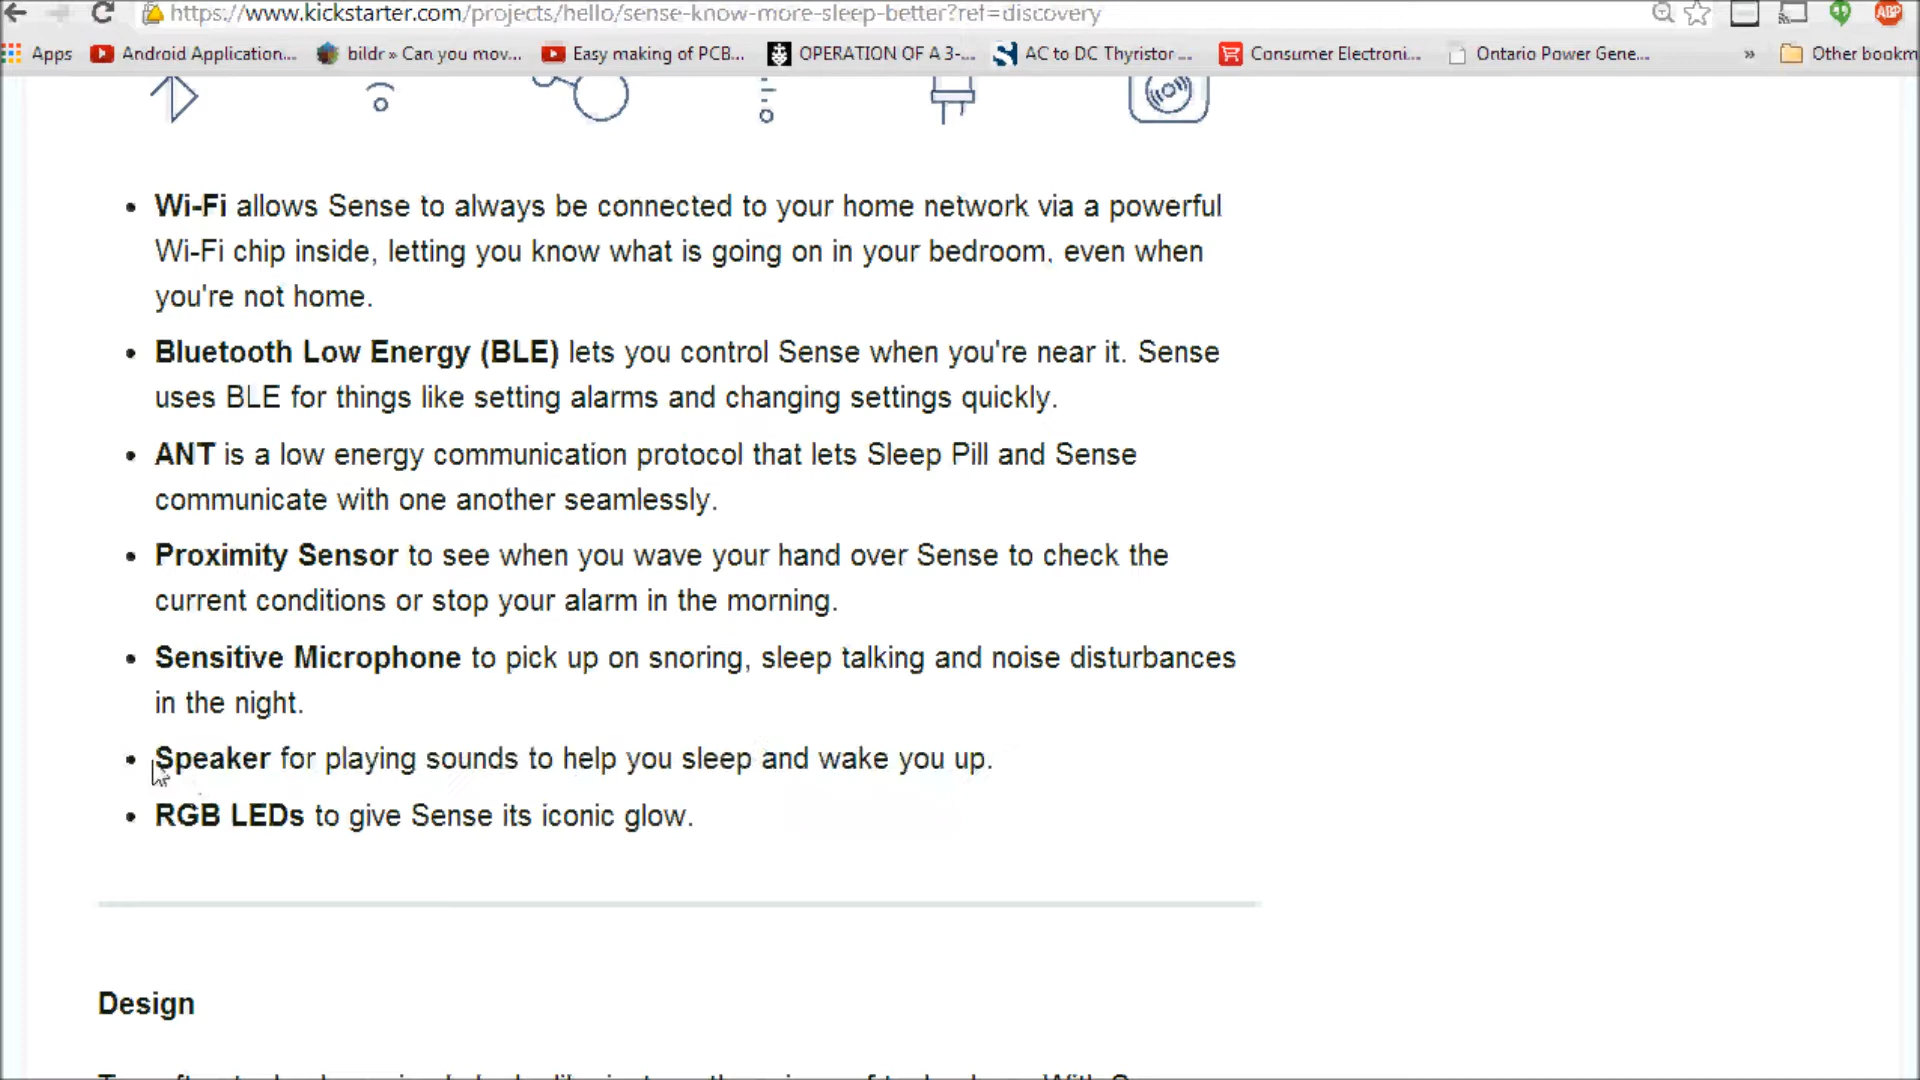 https://www.kickstarter.com/projects/hello/sense-know-more-sleep-better?ref=discovery
ABP
Apps Android Application... bildr » Can you mov... Easy making of PCB... OPERATION OF A 3-... AC to DC Thyristor ... Consumer Electroni... Ontario Power Gene... » Other bookm
• Wi-Fi allows Sense to always be connected to your home network via a powerful
Wi-Fi chip inside, letting you know what is going on in your bedroom, even when
you're not home.
• Bluetooth Low Energy (BLE) lets you control Sense when you're near it. Sense
uses BLE for things like setting alarms and changing settings quickly.
• ANT is a low energy communication protocol that lets Sleep Pill and Sense
communicate with one another seamlessly.
• Proximity Sensor to see when you wave your hand over Sense to check the
current conditions or stop your alarm in the morning.
• Sensitive Microphone to pick up on snoring, sleep talking and noise disturbances
in the night.
• Speaker for playing sounds to help you sleep and wake you up.
• RGB LEDs to give Sense its iconic glow.
Design